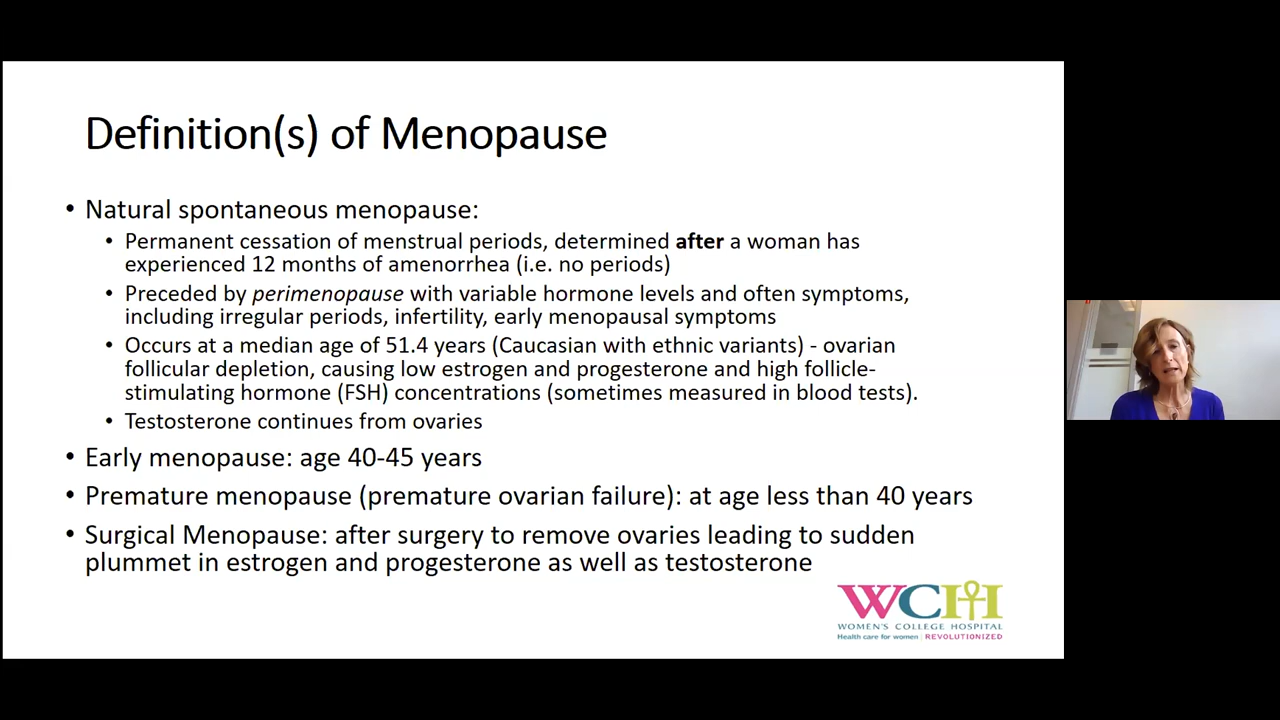 Definition(s) of Menopause
• Natural spontaneous menopause:
• Permanent cessation of menstrual periods, determined after a woman has
experienced 12 months of amenorrhea (i.e. no periods)
• Preceded by perimenopause with variable hormone levels and often symptoms,
including irregular periods, infertility, early menopausal symptoms
• Occurs at a median age of 51.4 years (Caucasian with ethnic variants) - ovarian
follicular depletion, causing low estrogen and progesterone and high follicle-
stimulating hormone (FSH) concentrations (sometimes measured in blood tests).
• Testosterone continues from ovaries
• Early menopause: age 40-45 years
• Premature menopause (premature ovarian failure): at age less than 40 years
• Surgical Menopause: after surgery to remove ovaries leading to sudden
plummet in estrogen and progesterone as well as testosterone
WCH
WOMEN'S COLLEGE HOSPITAL
Health care for women | REVOLUTIONIZED